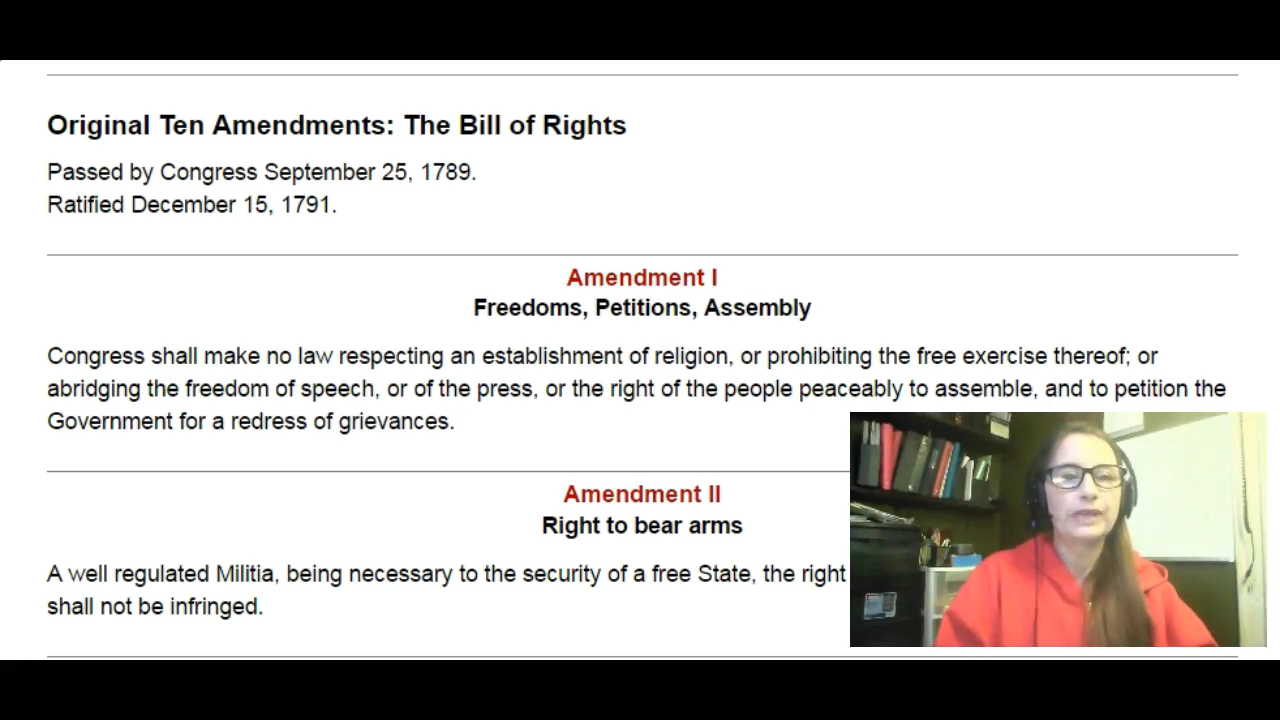 Original Ten Amendments: The Bill of Rights
Passed by Congress September 25, 1789.
Ratified December 15, 1791.
Amendment I
Freedoms, Petitions, Assembly
Congress shall make no law respecting an establishment of religion, or prohibiting the free exercise thereof; or
abridging the freedom of speech, or of the press, or the right of the people peaceably to assemble, and to petition the
Government for a redress of grievances.
Amendment II
Right to bear arms
A well regulated Militia, being necessary to the security of a free State, the right
shall not be infringed.